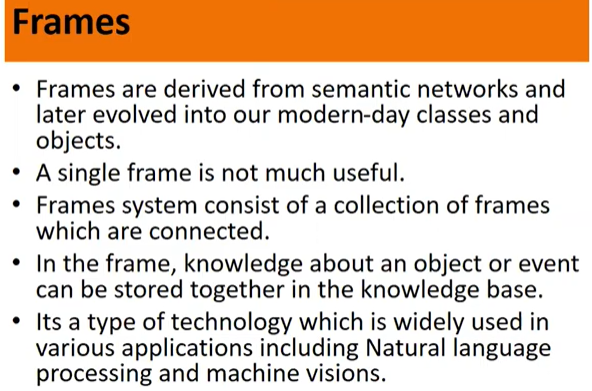 Frames
• Frames are derived from semantic networks and
later evolved into our modern-day classes and
objects.
• A single frame is not much useful.
• Frames system consist of a collection of frames
which are connected.
• In the frame, knowledge about an object or event
can be stored together in the knowledge base.
• Its a type of technology which is widely used in
various applications including Natural language
processing and machine visions.